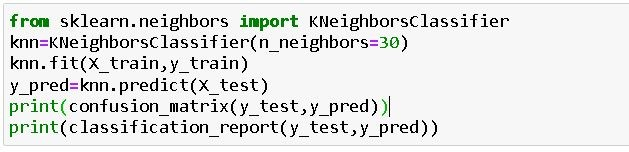 from sklearn.neighbors import KNeighborsClassifier
knn=KNeighborsClassifier(n_neighbors=30)
knn.fit(X_train,y_train)
y_pred=knn.predict(X_test)
print(confusion_matrix(y_test,y_pred))
print(classification_report(y_test,y_pred))